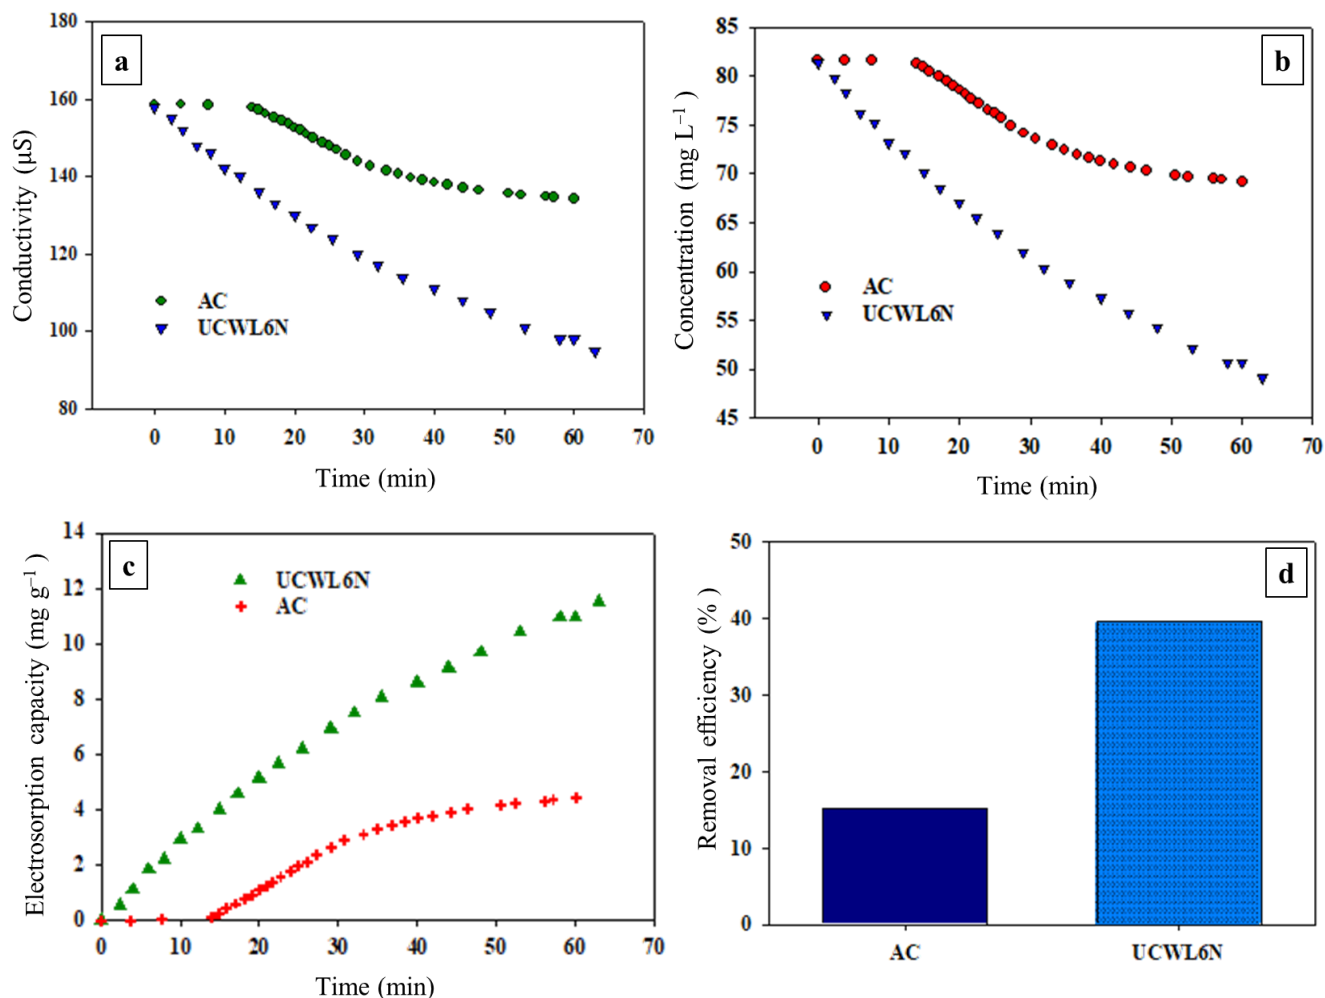 180
160
140
120
100
80
Conductivity (µS)
a
AC
UCWL6N
0 10 20 30 40 50 60 70
Time (min)
85
80
75
70
65
60
55
50
45
Concentration (mg L⁻¹)
b
AC
UCWL6N
0 10 20 30 40 50 60 70
Time (min)
14
12
10
8
6
4
2
0
Electrosorption capacity (mg g⁻¹ )
c
UCWL6N
AC
0 10 20 30 40 50 60 70
Time (min)
50
40
30
20
10
0
Removal efficiency (% )
d
AC UCWL6N